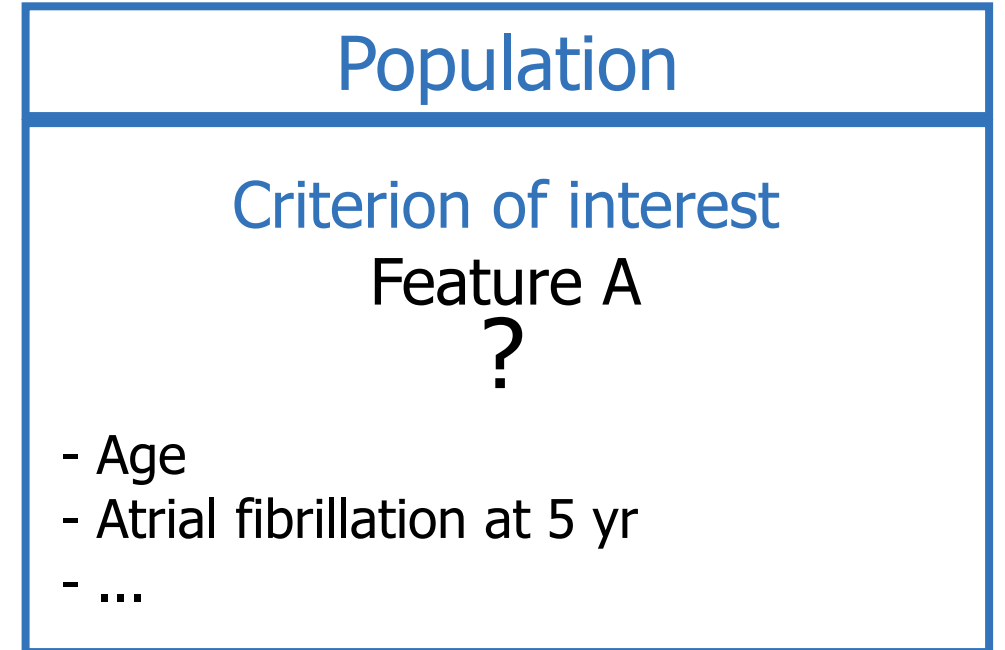 Population
Criterion of interest
Feature A
?
- Age
- Atrial fibrillation at 5 yr
- ...